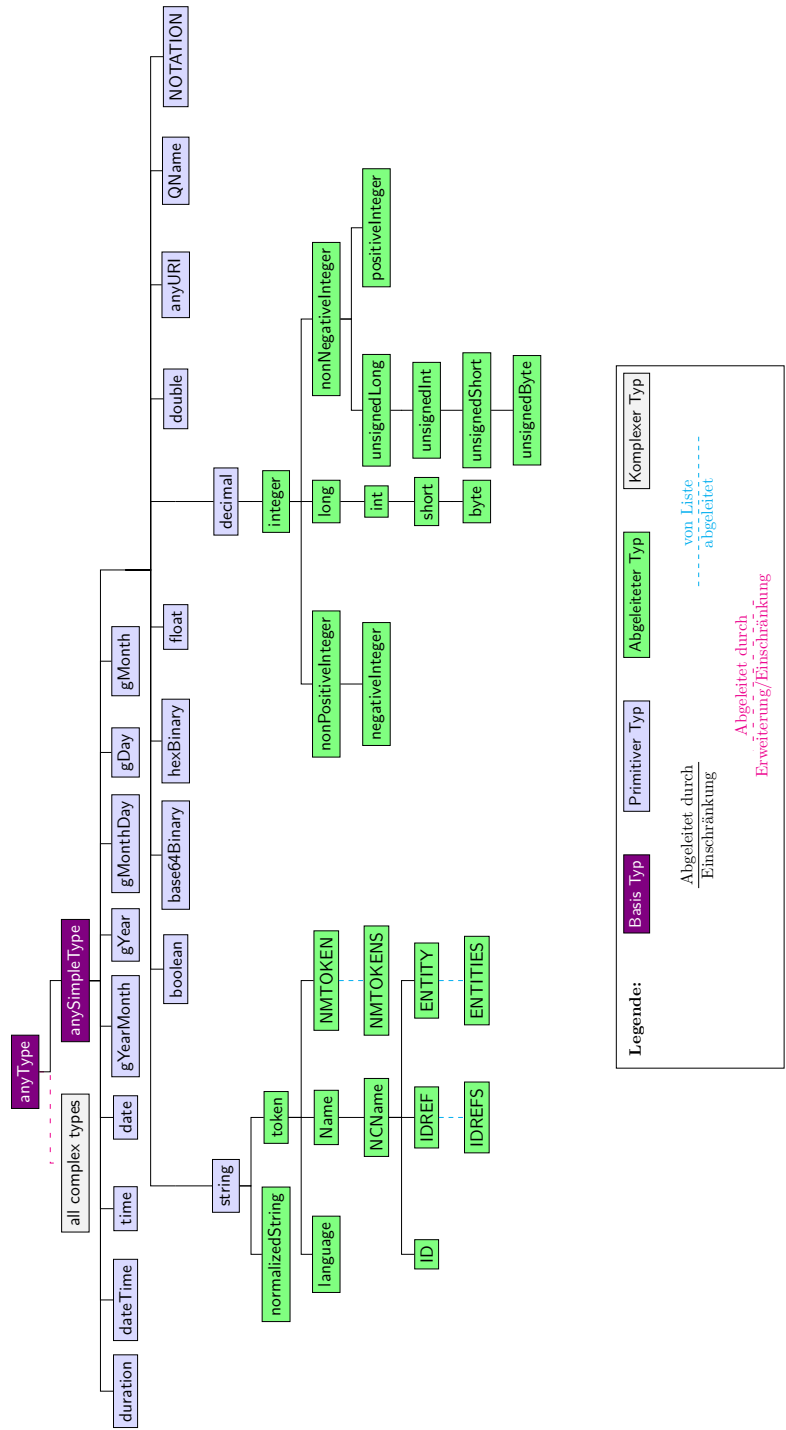 anyType
all complex types
anySimpleType
duration
dateTime
time
date
gYearMonth
gYear
gMonthDay
gDay
gMonth
boolean
base64Binary
hexBinary
float
double
anyURI
QName
NOTATION
string
decimal
normalizedString
token
integer
language
Name
NMTOKEN
nonPositiveInteger
long
nonNegativeInteger
NCName
NMTOKENS
negativeInteger
int
unsignedLong
positiveInteger
ID
IDREF
ENTITY
short
unsignedInt
IDREFS
ENTITIES
byte
unsignedShort
unsignedByte
Legende:
Basis Typ
Primitiver Typ
Abgeleiteter Typ
Komplexer Typ
Abgeleitet durch
Einschränkung
von Liste
abgeleitet
Abgeleitet durch
Erweiterung/Einschränkung